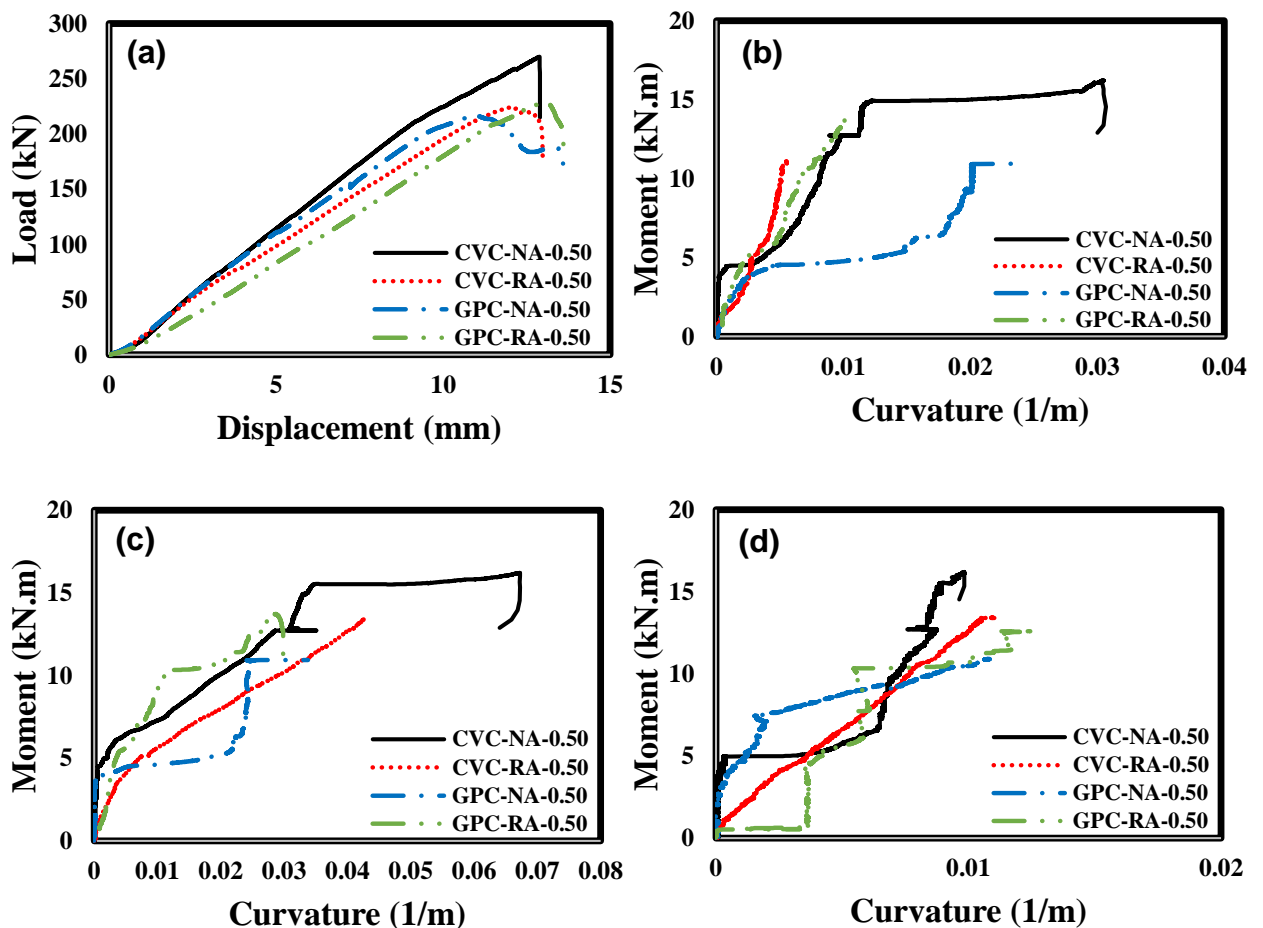 (a)
Load (kN)
300
250
200
150
100
50
0
0 5 10 15
Displacement (mm)
CVC-NA-0.50
CVC-RA-0.50
GPC-NA-0.50
GPC-RA-0.50
(b)
Moment (kN.m)
20
15
10
5
0
0 0.01 0.02 0.03 0.04
Curvature (1/m)
CVC-NA-0.50
CVC-RA-0.50
GPC-NA-0.50
GPC-RA-0.50
(c)
Moment (kN.m)
20
15
10
5
0
0 0.01 0.02 0.03 0.04 0.05 0.06 0.07 0.08
Curvature (1/m)
CVC-NA-0.50
CVC-RA-0.50
GPC-NA-0.50
GPC-RA-0.50
(d)
Moment (kN.m)
20
15
10
5
0
0 0.01 0.02
Curvature (1/m)
CVC-NA-0.50
CVC-RA-0.50
GPC-NA-0.50
GPC-RA-0.50